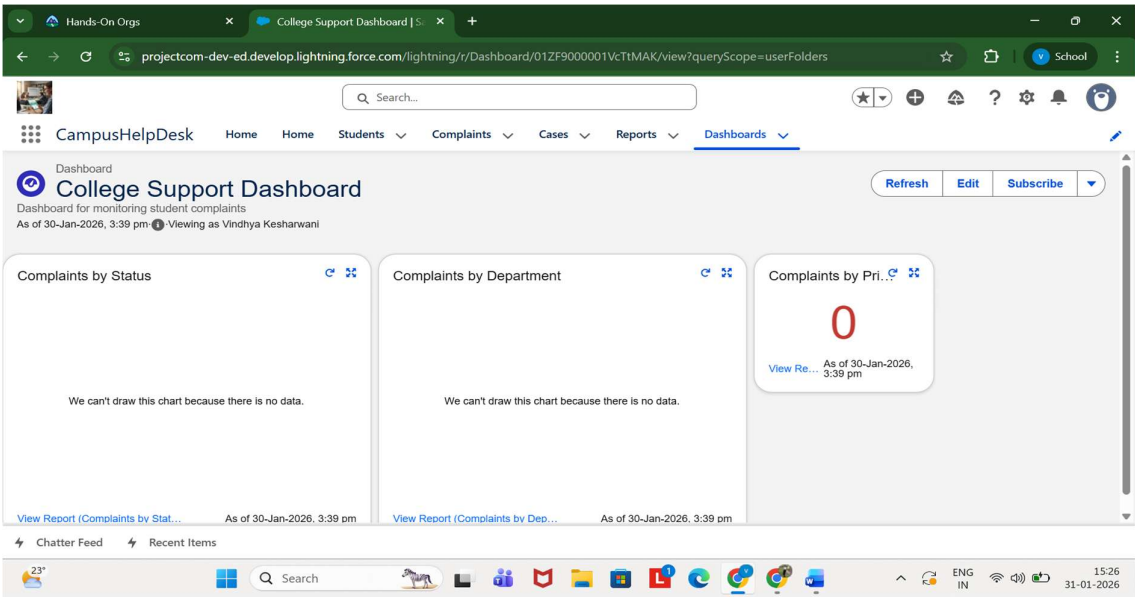 Hands-On Orgs
College Support Dashboard | Sa
projectcom-dev-ed.develop.lightning.force.com/lightning/r/Dashboard/01ZF9000001VcTtMAK/view?queryScope=userFolders
V School
Search...
CampusHelpDesk Home Home Students Complaints Cases Reports Dashboards
Dashboard
College Support Dashboard
Refresh Edit Subscribe
Dashboard for monitoring student complaints
As of 30-Jan-2026, 3:39 pm·Viewing as Vindhya Kesharwani
Complaints by Status
We can't draw this chart because there is no data.
View Report (Complaints by Stat... As of 30-Jan-2026, 3:39 pm
Complaints by Department
We can't draw this chart because there is no data.
View Report (Complaints by Dep... As of 30-Jan-2026, 3:39 pm
Complaints by Pri...
0
View Re... As of 30-Jan-2026,
3:39 pm
Chatter Feed Recent Items
23°
Search
L 1
V
ENG
IN
15:26
31-01-2026